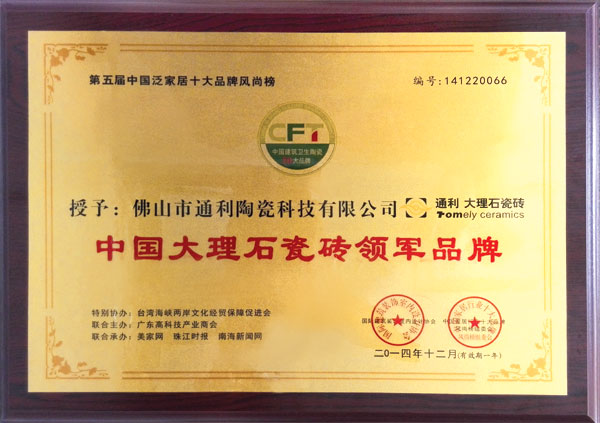 第五届中国泛家居十大品牌风尚榜
编号:141220066
CFT
中国建筑卫生陶瓷
十大品牌
授予：佛山市通利陶瓷科技有限公司
通利 大理石瓷砖
Tomely ceramics
中国大理石瓷砖领军品牌
特别协办：台湾海峡两岸文化经贸保障促进会
联合主办：广东高科技产业商会
联合承办：美家网 珠江时报 南海新闻网
二〇一四年十二月(有效期一年)